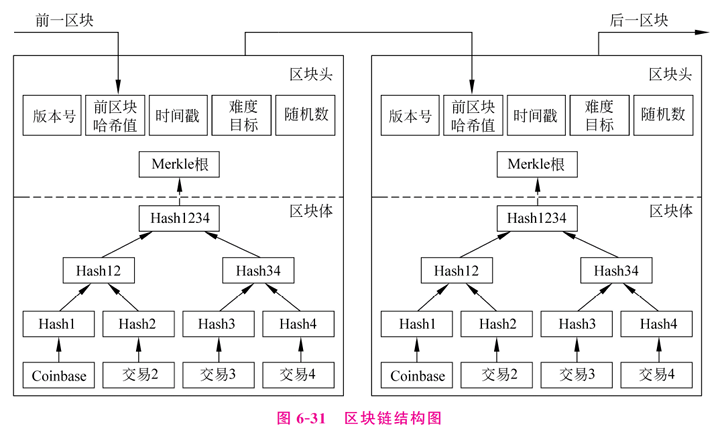 前一区块
后一区块
区块头
区块头
版本号
前区块
哈希值
时间戳
难度
目标
随机数
版本号
前区块
哈希值
时间戳
难度
目标
随机数
Merkle根
Merkle根
区块体
区块体
Hash1234
Hash1234
Hash12
Hash34
Hash12
Hash34
Hash1
Hash2
Hash3
Hash4
Hash1
Hash2
Hash3
Hash4
Coinbase
交易2
交易3
交易4
Coinbase
交易2
交易3
交易4
图 6-31 区块链结构图